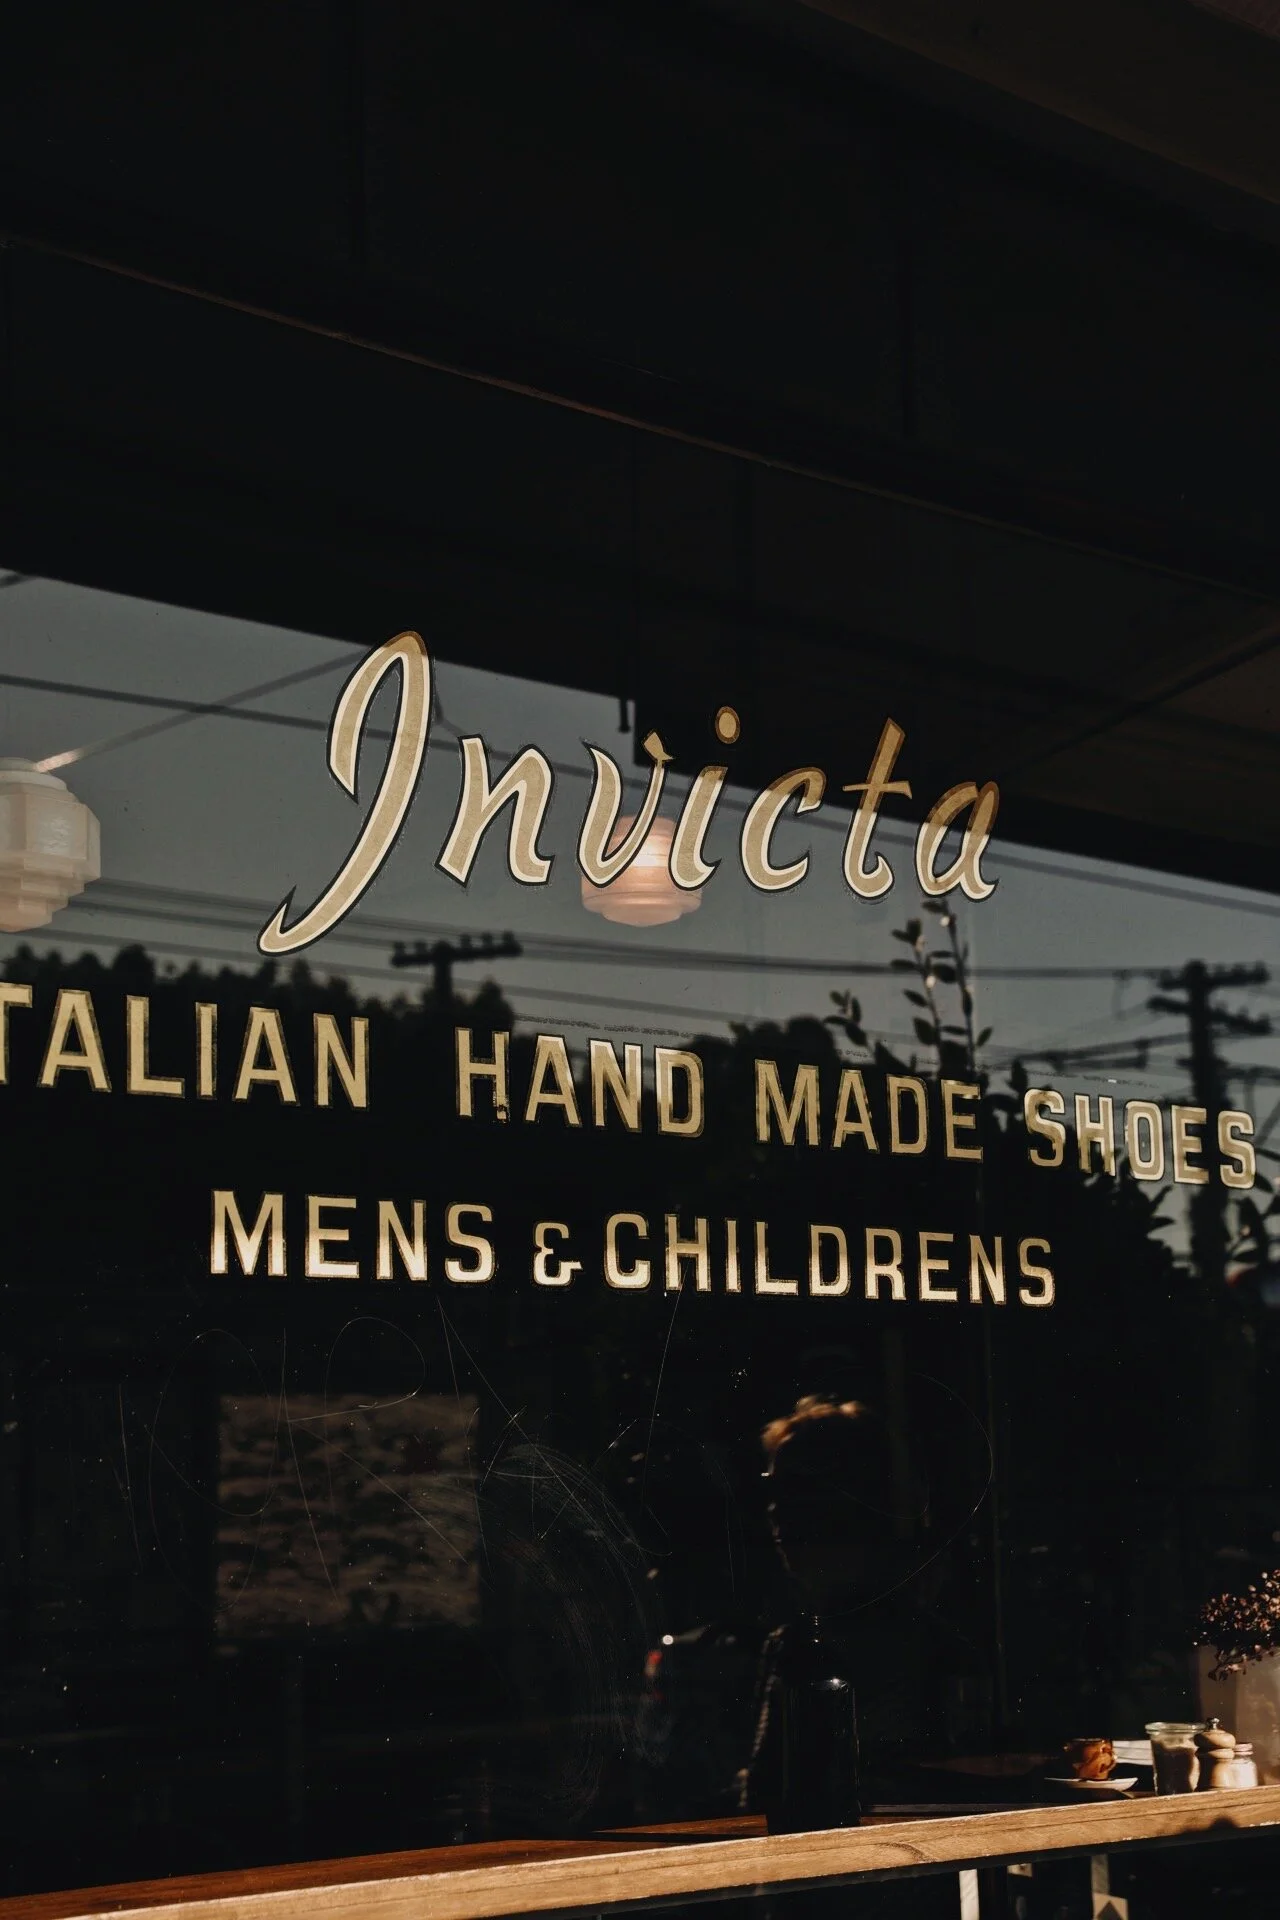 Invicta
TALIAN HAND MADE SHOES
MENS & CHILDRENS